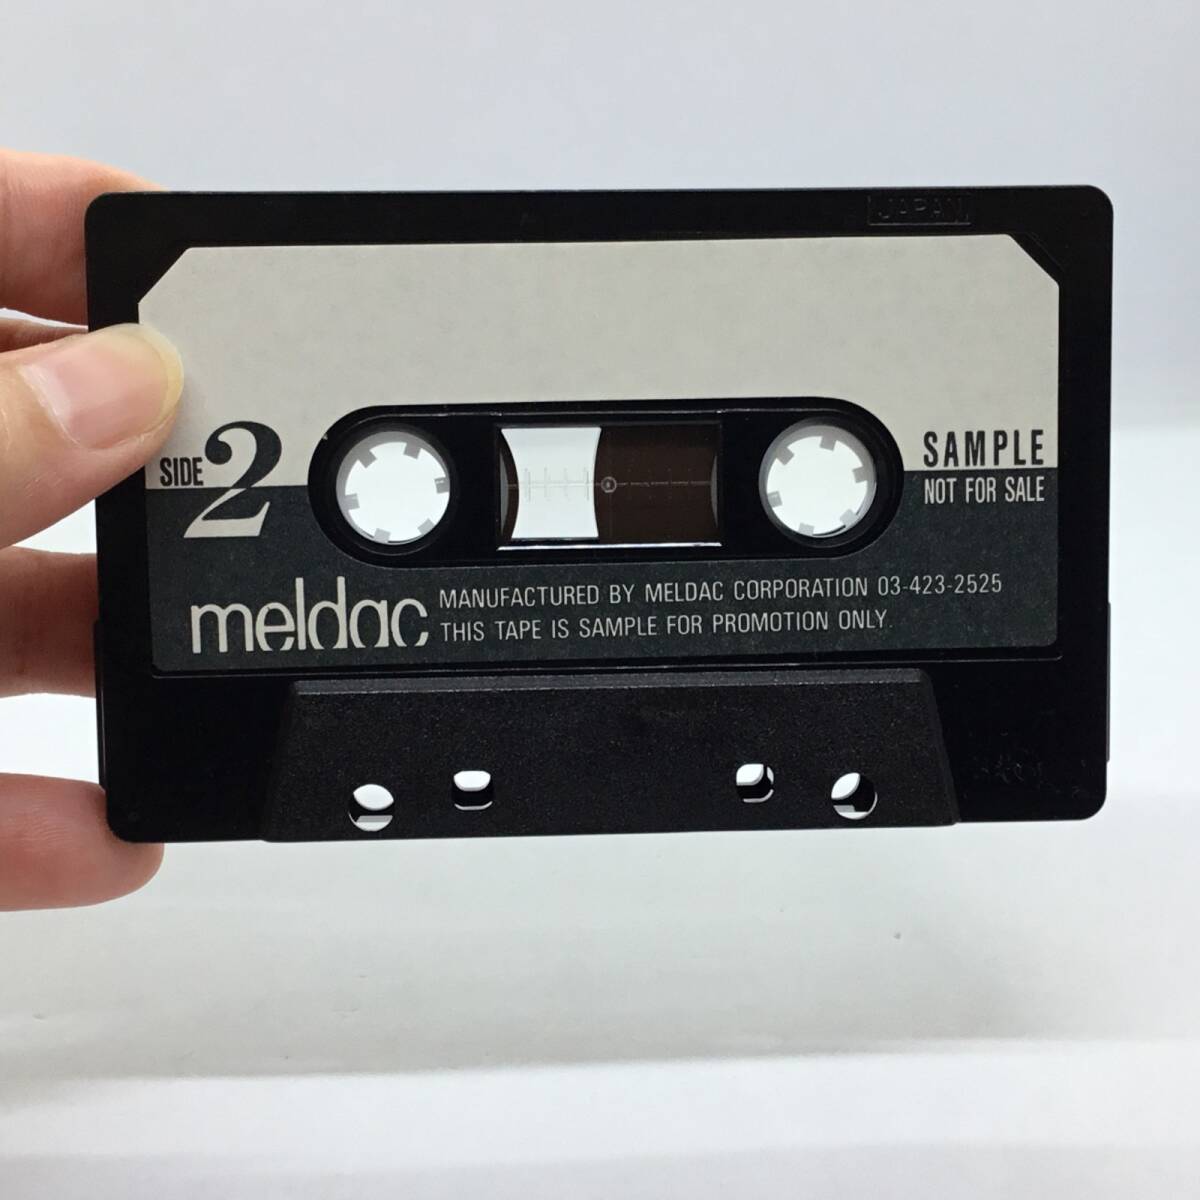 JAPAN
SIDE 2
SAMPLE
NOT FOR SALE
meldac
MANUFACTURED BY MELDAC CORPORATION 03-423-2525
THIS TAPE IS SAMPLE FOR PROMOTION ONLY.